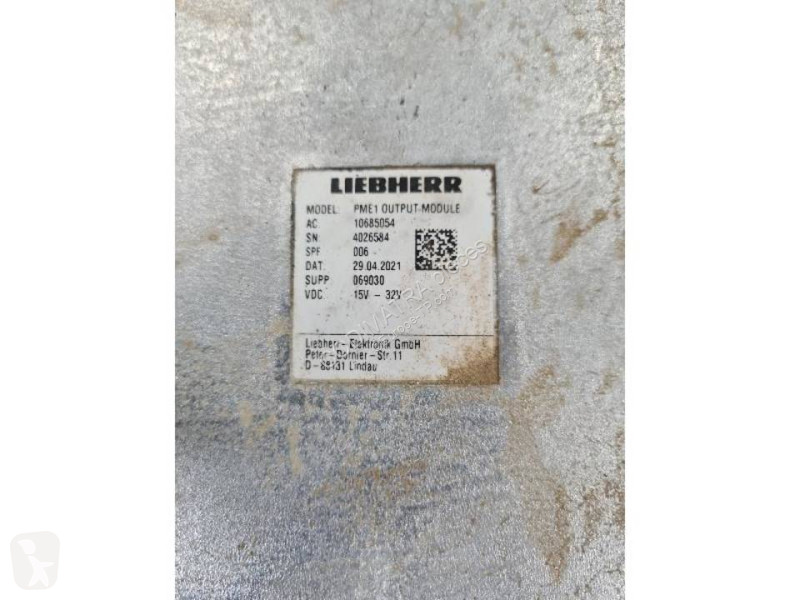 LIEBHERR
MODEL: PME1 OUTPUT-MODULE
AC. 10685054
SN: 4026584
SPF 006
DAT. 29.04.2021
SUPP. 069030
VDC. 15V - 32V
Liebherr-Elektronik GmbH
Peter-Dornier-Str.11
D-88131 Lindau